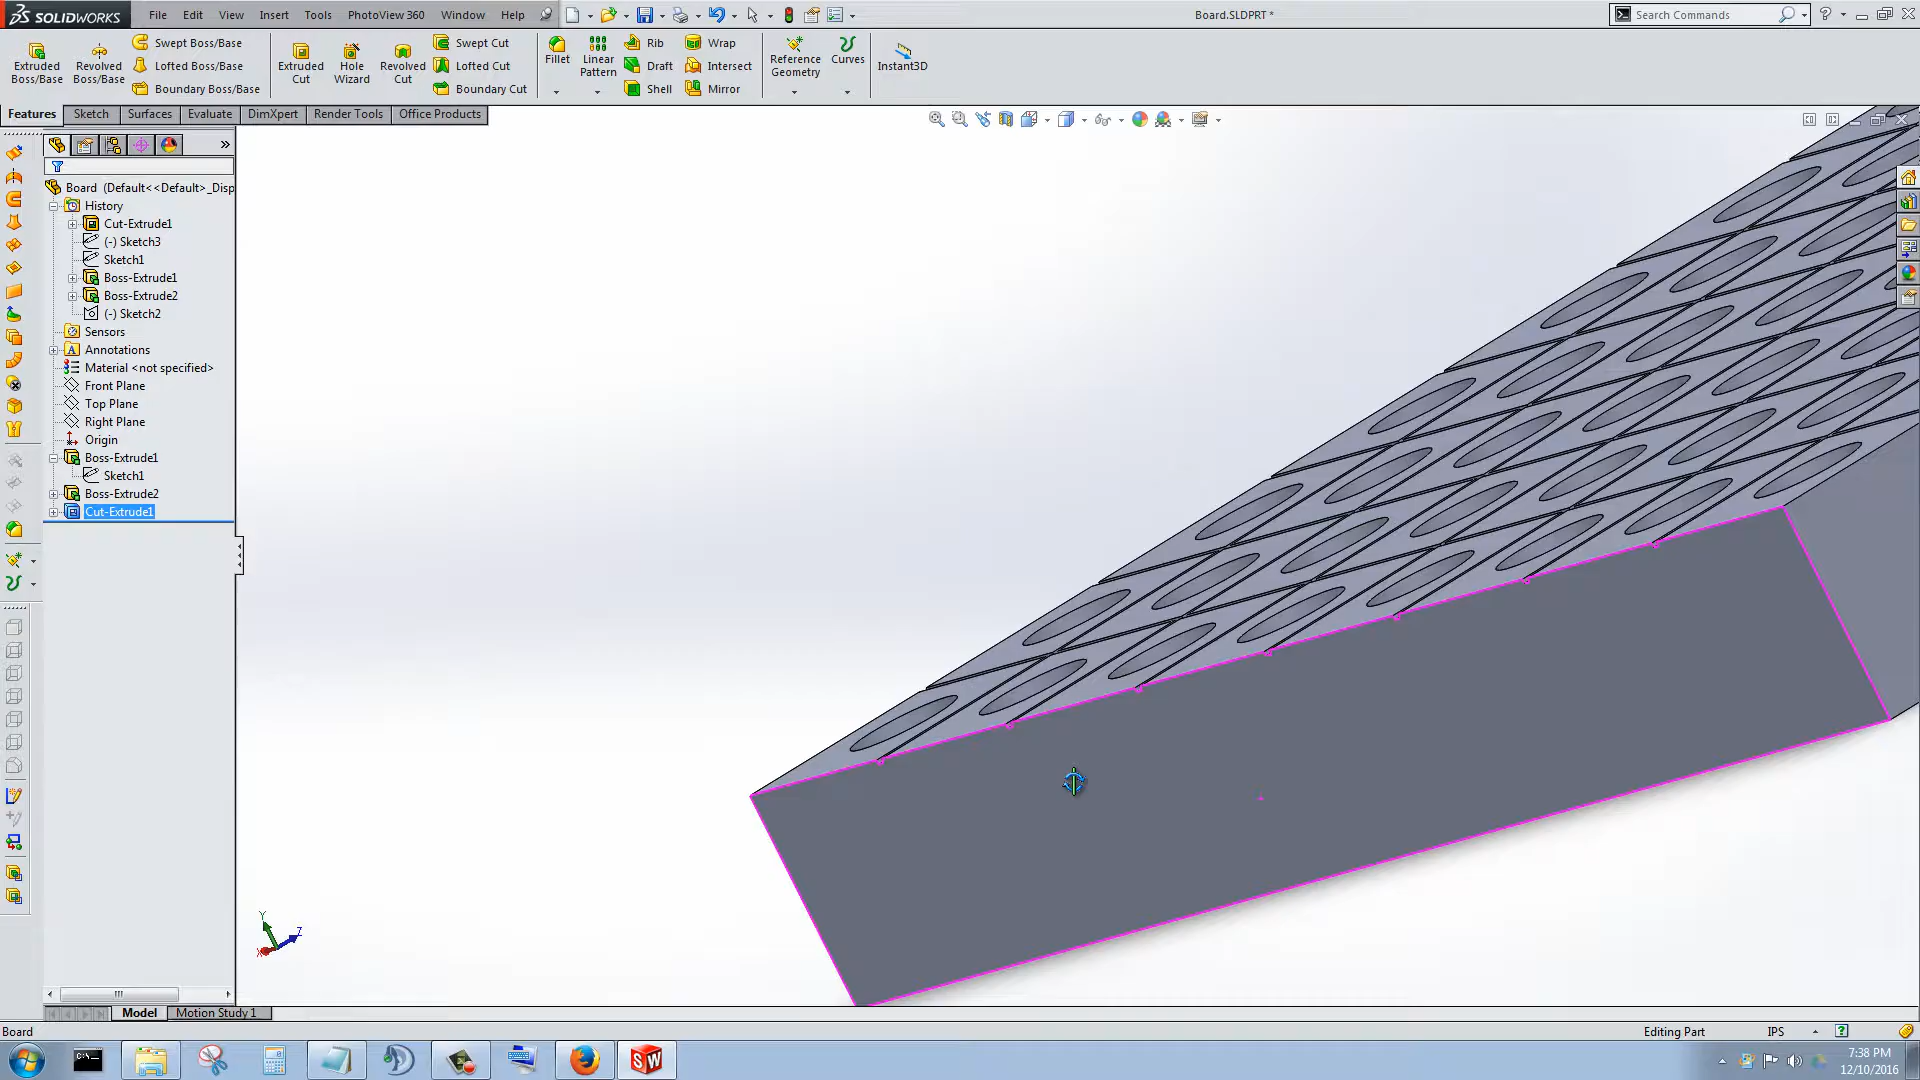 SOLIDWORKS
File Edit View Insert Tools PhotoView 360 Window Help
Board.SLDPRT *
Search Commands
Extruded Boss/Base
Revolved Boss/Base
Swept Boss/Base
Lofted Boss/Base
Boundary Boss/Base
Extruded Cut
Hole Wizard
Revolved Cut
Swept Cut
Lofted Cut
Boundary Cut
Fillet
Linear Pattern
Rib
Draft
Shell
Wrap
Intersect
Mirror
Reference Geometry
Curves
Instant3D
Features Sketch Surfaces Evaluate DimXpert Render Tools Office Products
Board (Default<<Default>_Disp
History
Cut-Extrude1
(-) Sketch3
Sketch1
Boss-Extrude1
Boss-Extrude2
(-) Sketch2
Sensors
Annotations
Material <not specified>
Front Plane
Top Plane
Right Plane
Origin
Boss-Extrude1
Sketch1
Boss-Extrude2
Cut-Extrude1
Y
Z
X
Model Motion Study 1
Board
Editing Part
IPS
7:38 PM
12/10/2016